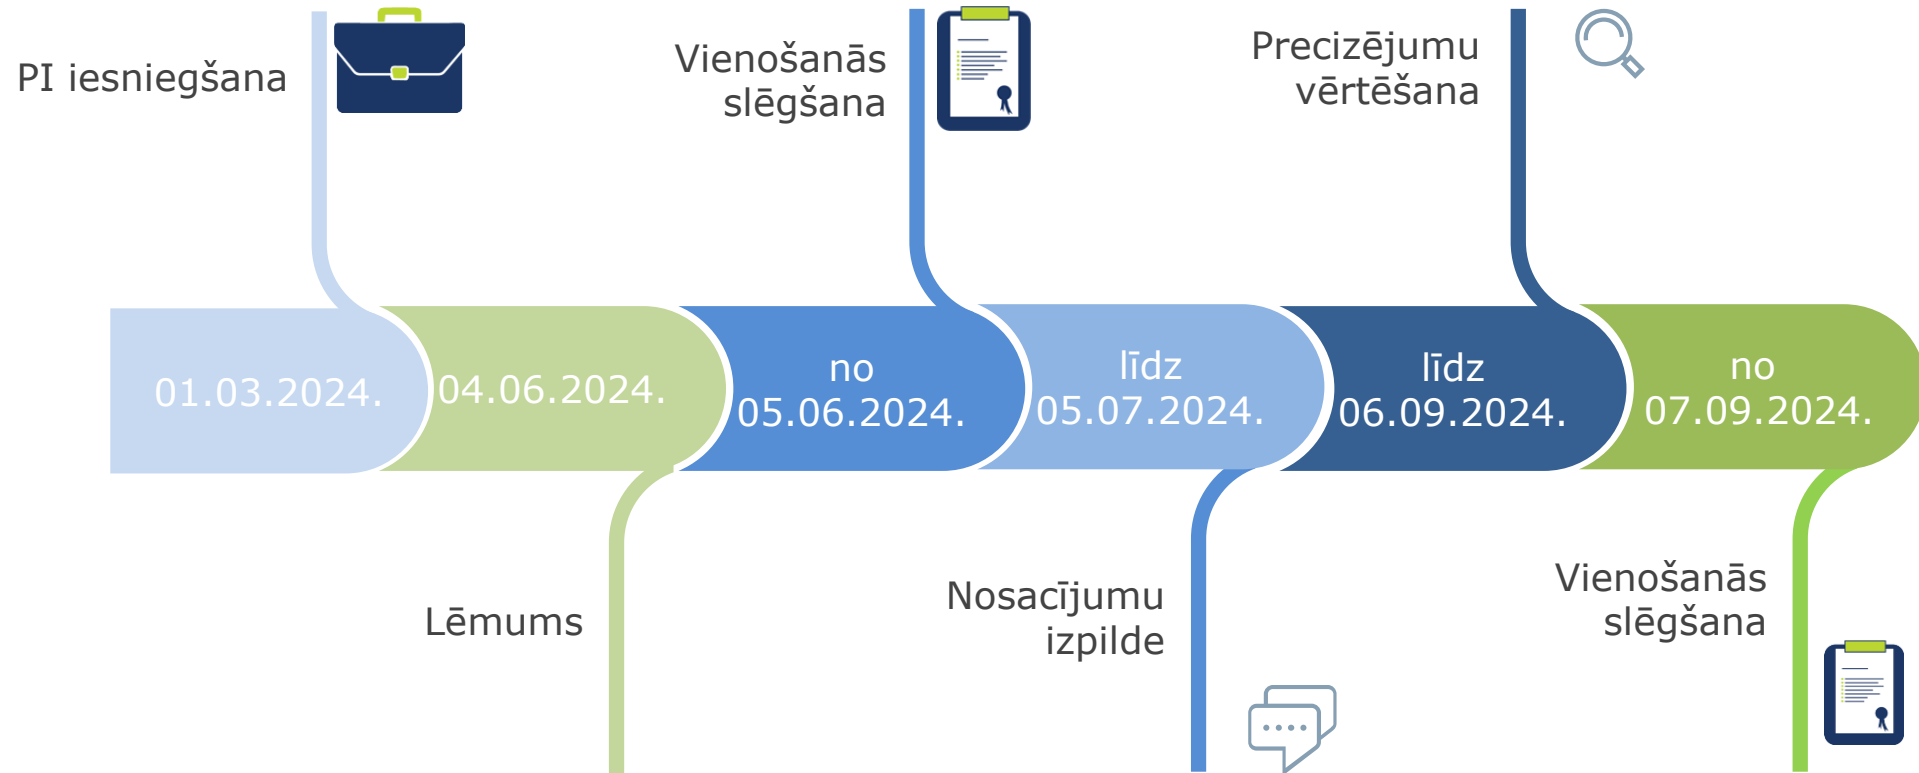 PI iesniegšana
Vienošanās
slēgšana
Precizējumu
vērtēšana
01.03.2024.
04.06.2024.
no
05.06.2024.
līdz
05.07.2024.
līdz
06.09.2024.
no
07.09.2024.
Lēmums
Nosacījumu
izpilde
Vienošanās
slēgšana